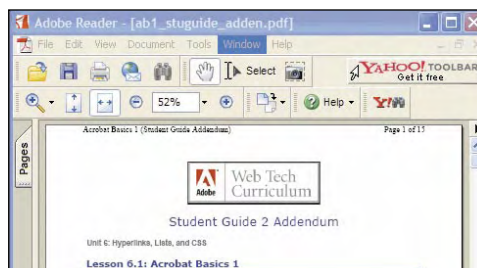 Adobe Reader - [ab1_stuguide_adden.pdf]
File Edit View Document Tools Window Help
Select YAHOO! TOOLBAR
Get it free
52% Help Y!
Acrobat Basics 1 (Student Guide Addendum) Page 1 of 15
Pages
Adobe
Web Tech
Curriculum
Student Guide 2 Addendum
Unit 6: Hyperlinks, Lists, and CSS
Lesson 6.1: Acrobat Basics 1